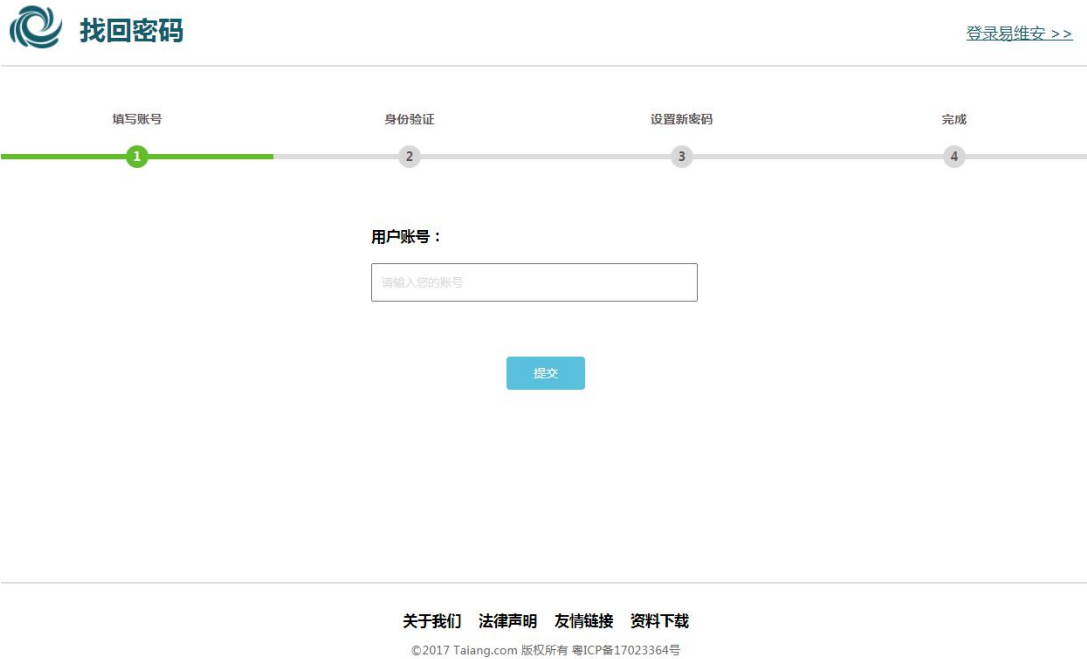 找回密码
登录易维安 >>
填写账号
身份验证
设置新密码
完成
1
2
3
4
用户账号：
请输入您的账号
提交
关于我们 法律声明 友情链接 资料下载
©2017 Taiang.com 版权所有 粤ICP备17023364号